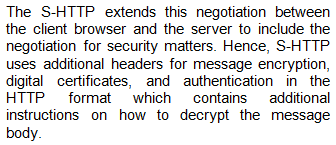 The S-HTTP extends this negotiation between
the client browser and the server to include the
negotiation for security matters. Hence, S-HTTP
uses additional headers for message encryption,
digital certificates, and authentication in the
HTTP format which contains additional
instructions on how to decrypt the message
body.